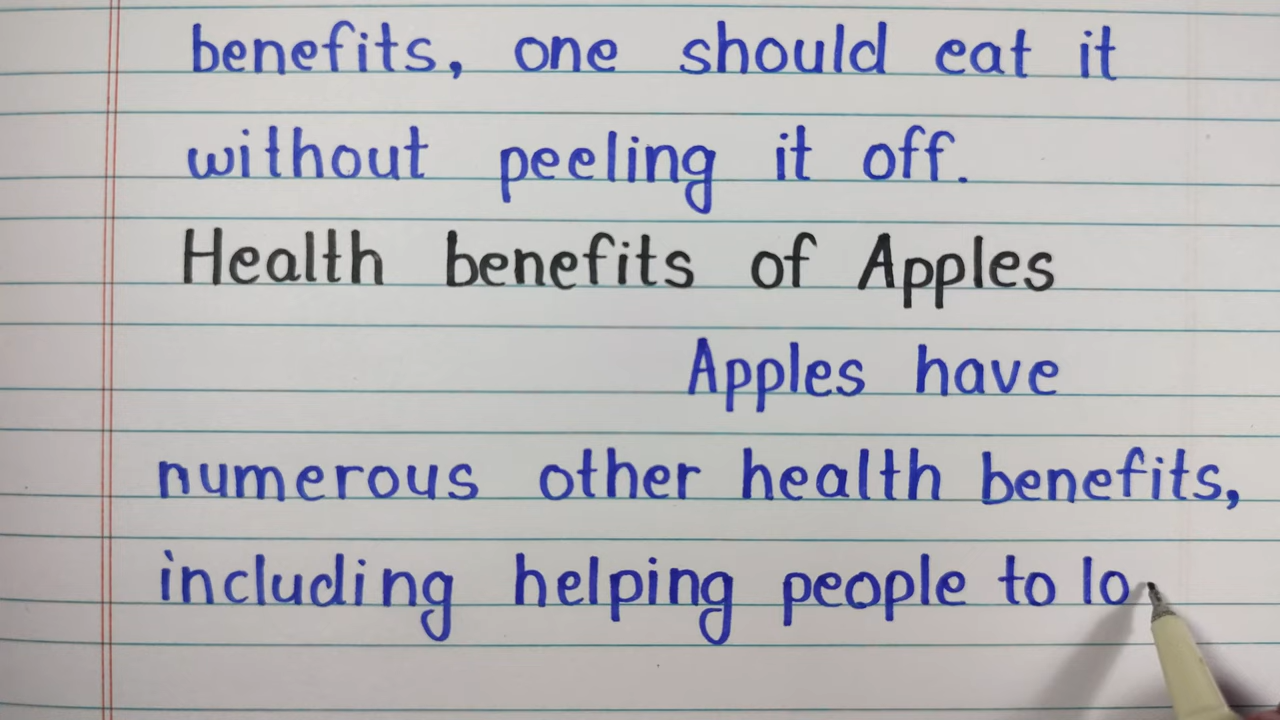 benefits, one should eat it
without peeling it off.
Health benefits of Apples
Apples have
numerous other health benefits,
including helping people to lo